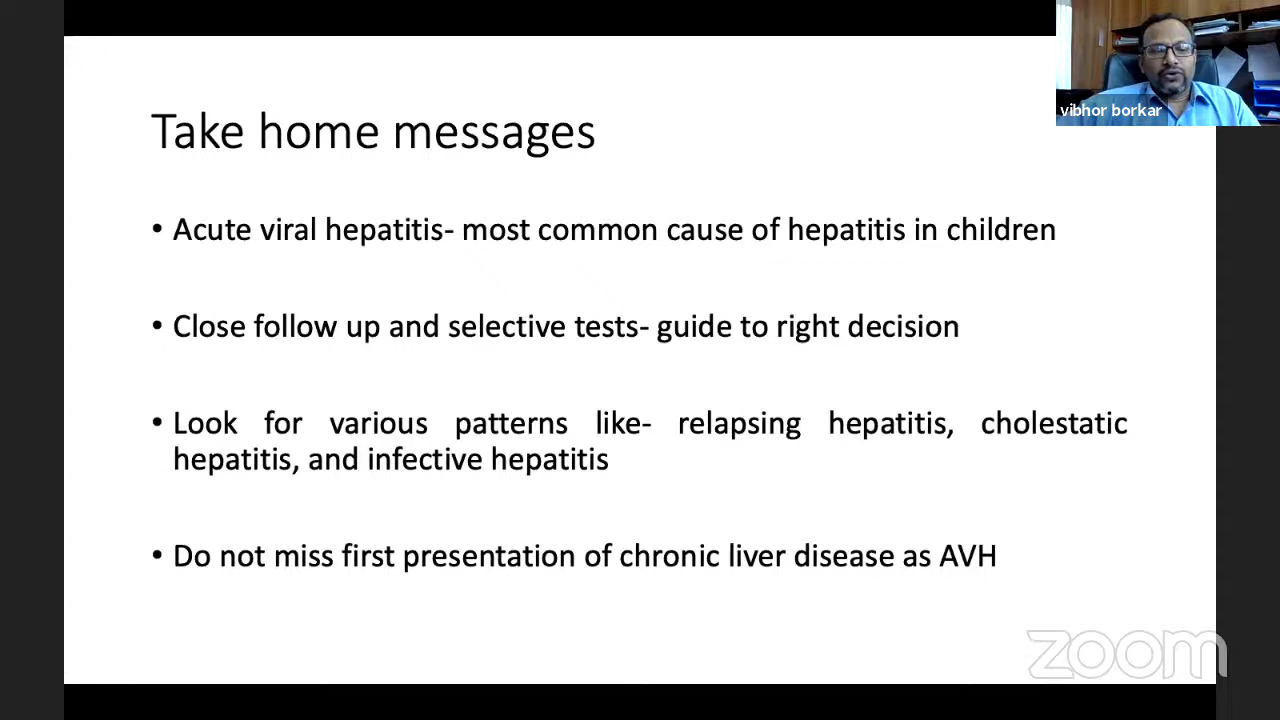 vibhor borkar
Take home messages
• Acute viral hepatitis- most common cause of hepatitis in children
• Close follow up and selective tests- guide to right decision
• Look for various patterns like- relapsing hepatitis, cholestatic
hepatitis, and infective hepatitis
• Do not miss first presentation of chronic liver disease as AVH
zoom